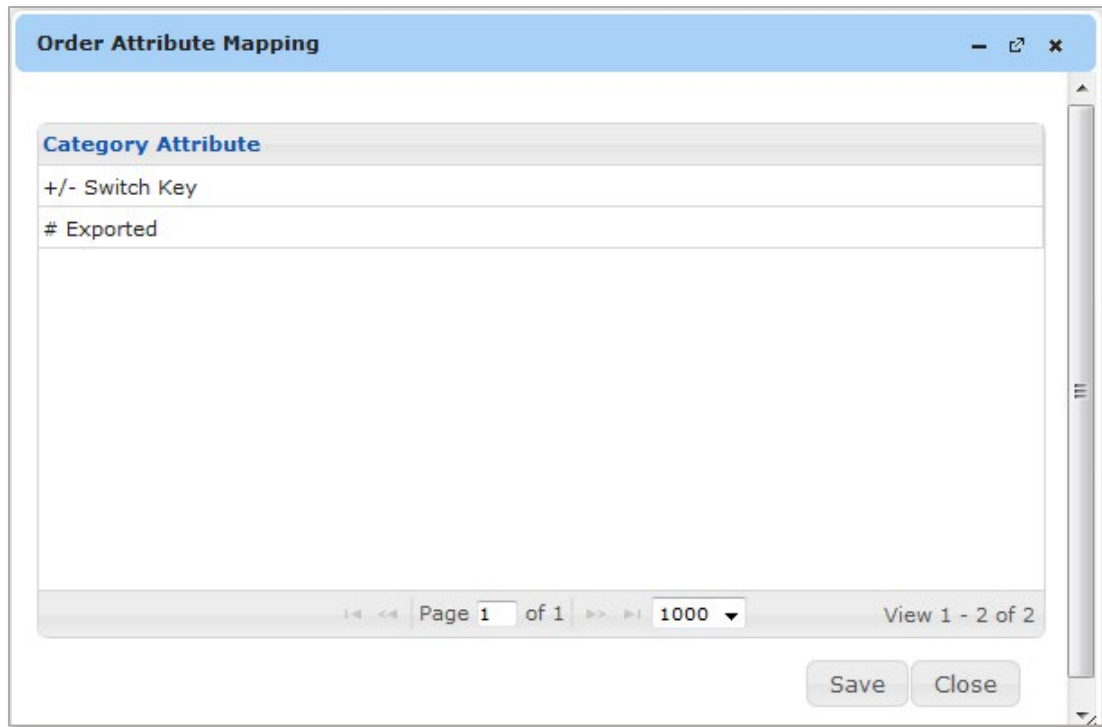 Order Attribute Mapping
Category Attribute
+/- Switch Key
# Exported
Page 1 of 1 1000 View 1 - 2 of 2
Save Close